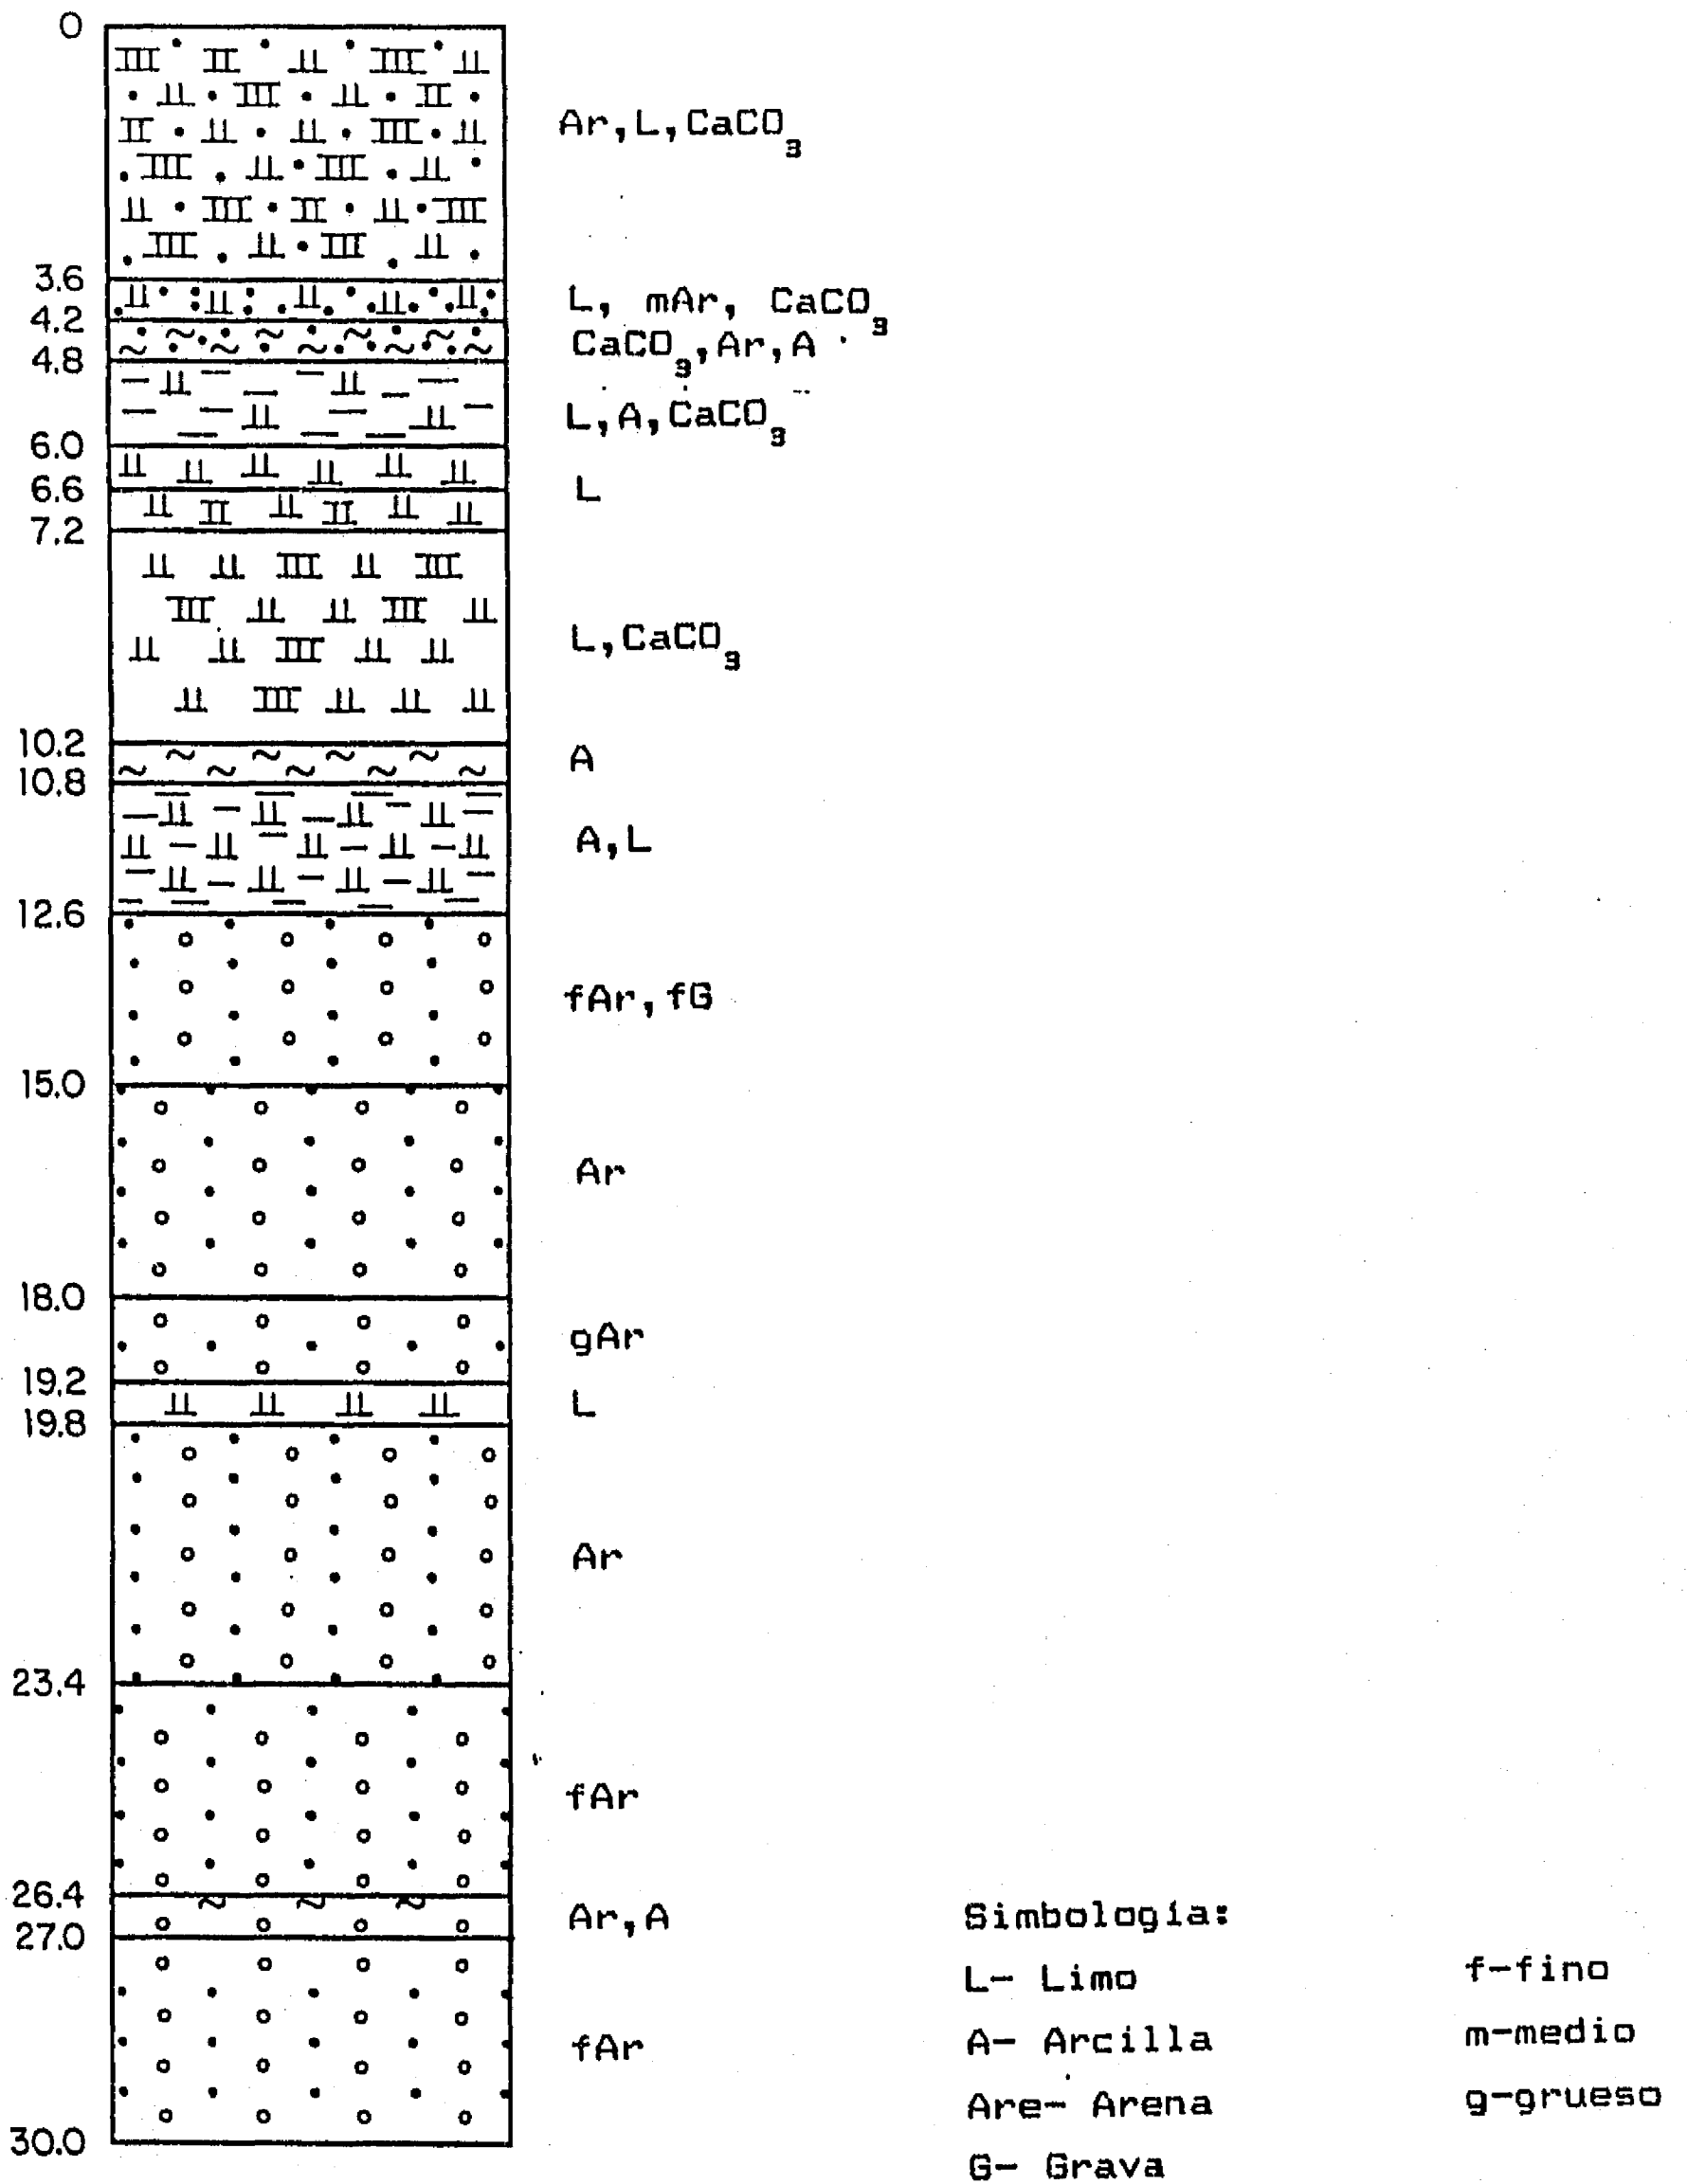 0
Ar,L,CaCO3
3.6
L, mAr, CaCO3
4.2
CaCO3,Ar,A
4.8
L,A,CaCO3
6.0
6.6
L
7.2
L,CaCO3
10.2
A
10.8
A,L
12.6
fAr,fG
15.0
Ar
18.0
gAr
19.2
L
19.8
Ar
23.4
fAr
26.4
Ar,A
27.0
fAr
30.0
Simbología:
L- Limo
f-fino
A- Arcilla
m-medio
Are- Arena
g-grueso
G- Grava